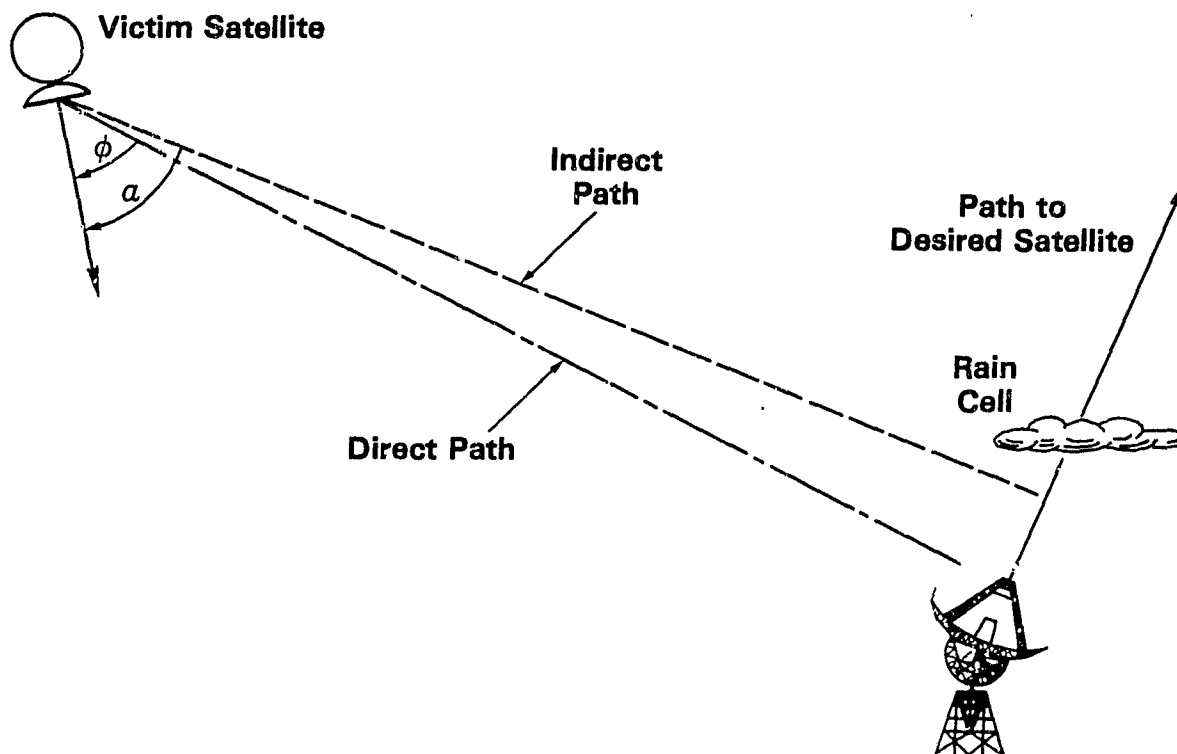 Victim Satellite
ϕ
α
Indirect
Path
Path to
Desired Satellite
Rain
Cell
Direct Path